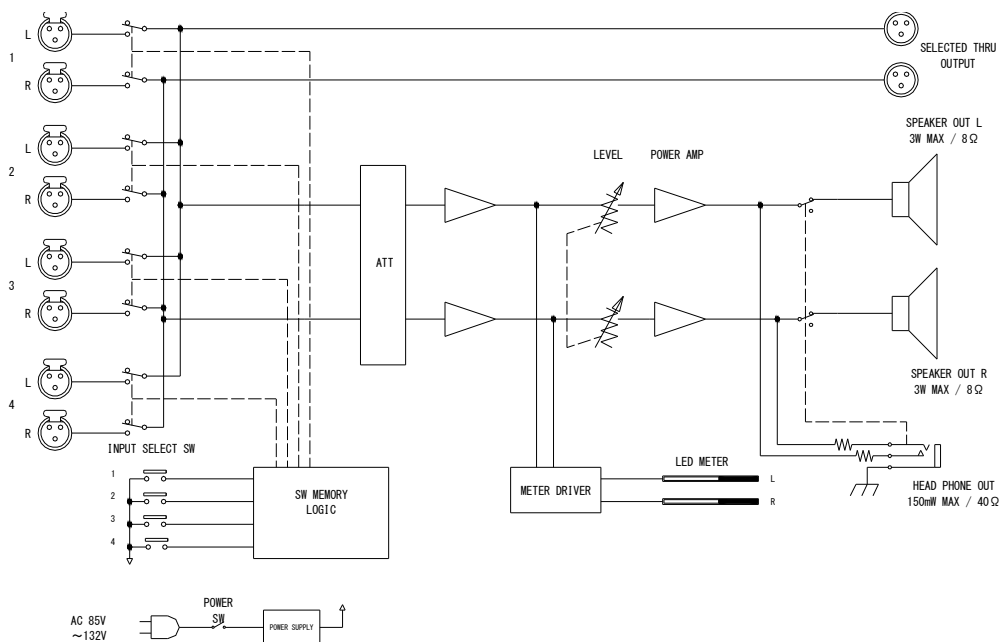 L
1
R
SELECTED THRU
OUTPUT
SPEAKER OUT L
3W MAX / 8Ω
L
2
R
LEVEL
POWER AMP
ATT
L
3
R
SPEAKER OUT R
3W MAX / 8Ω
L
4
R
INPUT SELECT SW
1
2
3
4
SW MEMORY
LOGIC
METER DRIVER
LED METER
L
R
HEAD PHONE OUT
150mW MAX / 40Ω
AC 85V
～132V
POWER
SW
POWER SUPPLY